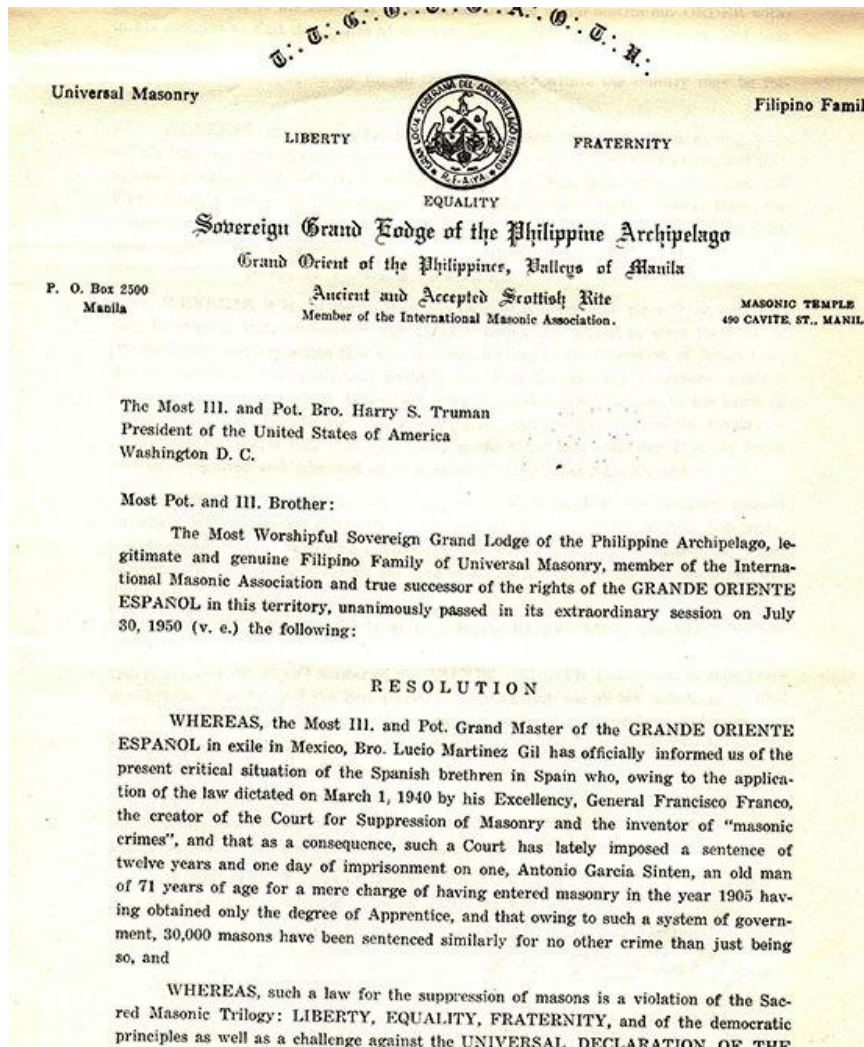 T∴ T∴ G∴ O∴ T∴ G∴ A∴ O∴ T∴ U∴
Universal Masonry
Filipino Famil
LIBERTY
GRAN LOGIA SOBERANA DEL ARCHIPIELAGO FILIPINO
FRATERNITY
EQUALITY
Sovereign Grand Lodge of the Philippine Archipelago
Grand Orient of the Philippines, Valleys of Manila
P. O. Box 2500
Manila
Ancient and Accepted Scottish Rite
Member of the International Masonic Association.
MASONIC TEMPLE
490 CAVITE, ST., MANIL
The Most Ill. and Pot. Bro. Harry S. Truman
President of the United States of America
Washington D. C.
Most Pot. and Ill. Brother:
The Most Worshipful Sovereign Grand Lodge of the Philippine Archipelago, le-
gitimate and genuine Filipino Family of Universal Masonry, member of the Interna-
tional Masonic Association and true successor of the rights of the GRANDE ORIENTE
ESPAÑOL in this territory, unanimously passed in its extraordinary session on July
30, 1950 (v. e.) the following:
RESOLUTION
WHEREAS, the Most Ill. and Pot. Grand Master of the GRANDE ORIENTE
ESPAÑOL in exile in Mexico, Bro. Lucio Martinez Gil has officially informed us of the
present critical situation of the Spanish brethren in Spain who, owing to the applica-
tion of the law dictated on March 1, 1940 by his Excellency, General Francisco Franco,
the creator of the Court for Suppression of Masonry and the inventor of “masonic
crimes”, and that as a consequence, such a Court has lately imposed a sentence of
twelve years and one day of imprisonment on one, Antonio Garcia Sinten, an old man
of 71 years of age for a mere charge of having entered masonry in the year 1905 hav-
ing obtained only the degree of Apprentice, and that owing to such a system of govern-
ment, 30,000 masons have been sentenced similarly for no other crime than just being
so, and
WHEREAS, such a law for the suppression of masons is a violation of the Sac-
red Masonic Trilogy: LIBERTY, EQUALITY, FRATERNITY, and of the democratic
principles as well as a challenge against the UNIVERSAL DECLARATION OF THE